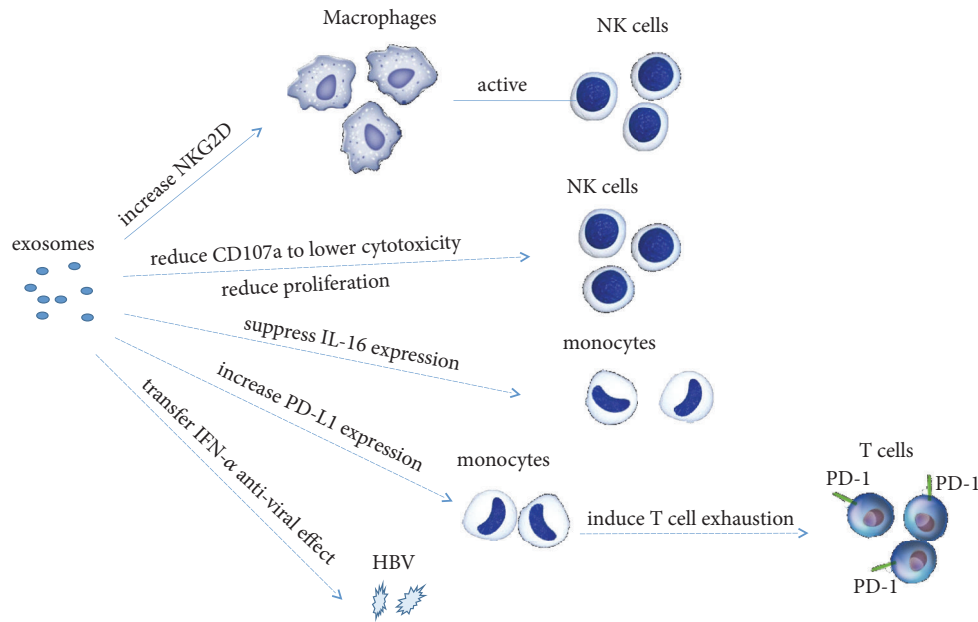 Macrophages
NK cells
active
increase NKG2D
NK cells
exosomes
reduce CD107a to lower cytotoxicity
reduce proliferation
suppress IL-16 expression
monocytes
increase PD-L1 expression
transfer IFN-α anti-viral effect
monocytes
T cells
PD-1
PD-1
induce T cell exhaustion
HBV
PD-1